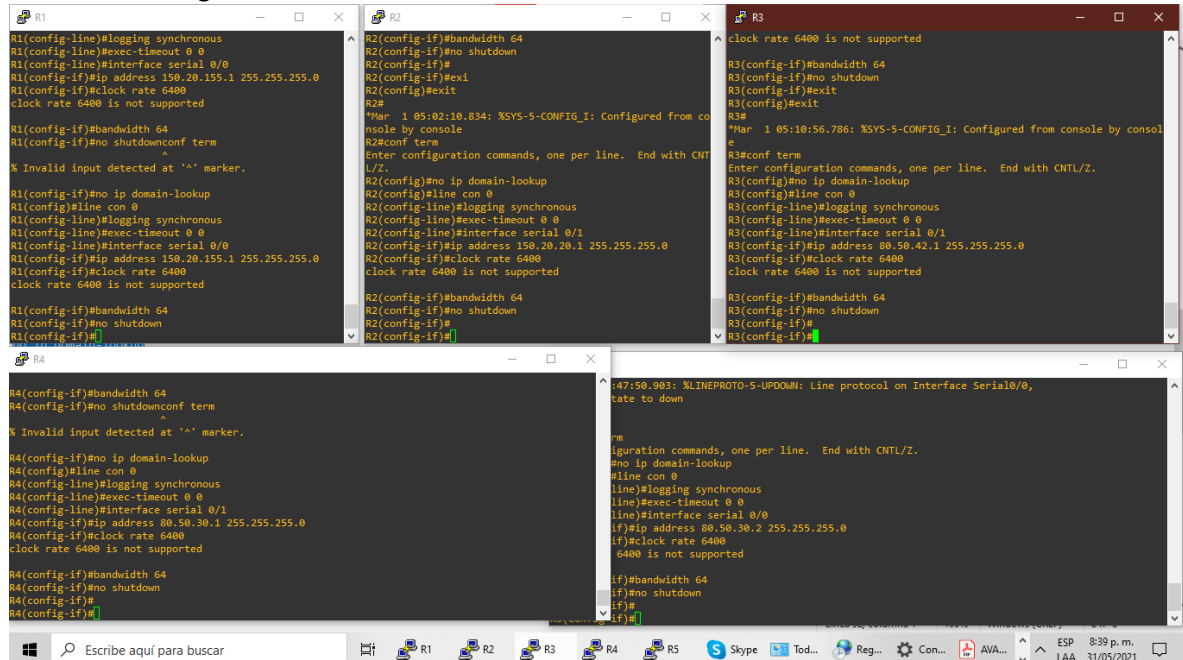 R1
R1(config-line)#logging synchronous
R1(config-line)#exec-timeout 0 0
R1(config-line)#interface serial 0/0
R1(config-if)#ip address 150.20.155.1 255.255.255.0
R1(config-if)#clock rate 6400
clock rate 6400 is not supported
R1(config-if)#bandwidth 64
R1(config-if)#no shutdownconf term
^
% Invalid input detected at '^' marker.
R1(config-if)#no ip domain-lookup
R1(config)#line con 0
R1(config-line)#logging synchronous
R1(config-line)#exec-timeout 0 0
R1(config-line)#interface serial 0/0
R1(config-if)#ip address 150.20.155.1 255.255.255.0
R1(config-if)#clock rate 6400
clock rate 6400 is not supported
R1(config-if)#bandwidth 64
R1(config-if)#no shutdown
R1(config-if)#
R2
R2(config-if)#bandwidth 64
R2(config-if)#no shutdown
R2(config-if)#
R2(config-if)#exi
R2(config)#exit
R2#
*Mar  1 05:02:10.834: %SYS-5-CONFIG_I: Configured from co
nsole by console
R2#conf term
Enter configuration commands, one per line.  End with CNT
L/Z.
R2(config)#no ip domain-lookup
R2(config)#line con 0
R2(config-line)#logging synchronous
R2(config-line)#exec-timeout 0 0
R2(config-line)#interface serial 0/1
R2(config-if)#ip address 150.20.20.1 255.255.255.0
R2(config-if)#clock rate 6400
clock rate 6400 is not supported
R2(config-if)#bandwidth 64
R2(config-if)#no shutdown
R2(config-if)#
R2(config-if)#
R3
clock rate 6400 is not supported
R3(config-if)#bandwidth 64
R3(config-if)#no shutdown
R3(config-if)#exit
R3(config)#exit
R3#
*Mar  1 05:10:56.786: %SYS-5-CONFIG_I: Configured from console by consol
e
R3#conf term
Enter configuration commands, one per line.  End with CNTL/Z.
R3(config)#no ip domain-lookup
R3(config)#line con 0
R3(config-line)#logging synchronous
R3(config-line)#exec-timeout 0 0
R3(config-line)#interface serial 0/1
R3(config-if)#ip address 80.50.42.1 255.255.255.0
R3(config-if)#clock rate 6400
clock rate 6400 is not supported
R3(config-if)#bandwidth 64
R3(config-if)#no shutdown
R3(config-if)#
R3(config-if)#
R4
R4(config-if)#bandwidth 64
R4(config-if)#no shutdownconf term
^
% Invalid input detected at '^' marker.
R4(config-if)#no ip domain-lookup
R4(config)#line con 0
R4(config-line)#logging synchronous
R4(config-line)#exec-timeout 0 0
R4(config-line)#interface serial 0/1
R4(config-if)#ip address 80.50.30.1 255.255.255.0
R4(config-if)#clock rate 6400
clock rate 6400 is not supported
R4(config-if)#bandwidth 64
R4(config-if)#no shutdown
R4(config-if)#
R4(config-if)#
:47:50.903: %LINEPROTO-5-UPDOWN: Line protocol on Interface Serial0/0,
tate to down
rm
iguration commands, one per line.  End with CNTL/Z.
#no ip domain-lookup
#line con 0
line)#logging synchronous
line)#exec-timeout 0 0
line)#interface serial 0/0
if)#ip address 80.50.30.2 255.255.255.0
if)#clock rate 6400
6400 is not supported
if)#bandwidth 64
if)#no shutdown
if)#
if)#
Escribe aquí para buscar
R1
R2
R3
R4
R5
Skype
Tod...
Reg...
Con...
AVA...
ESP
LAA
8:39 p. m.
31/05/2021